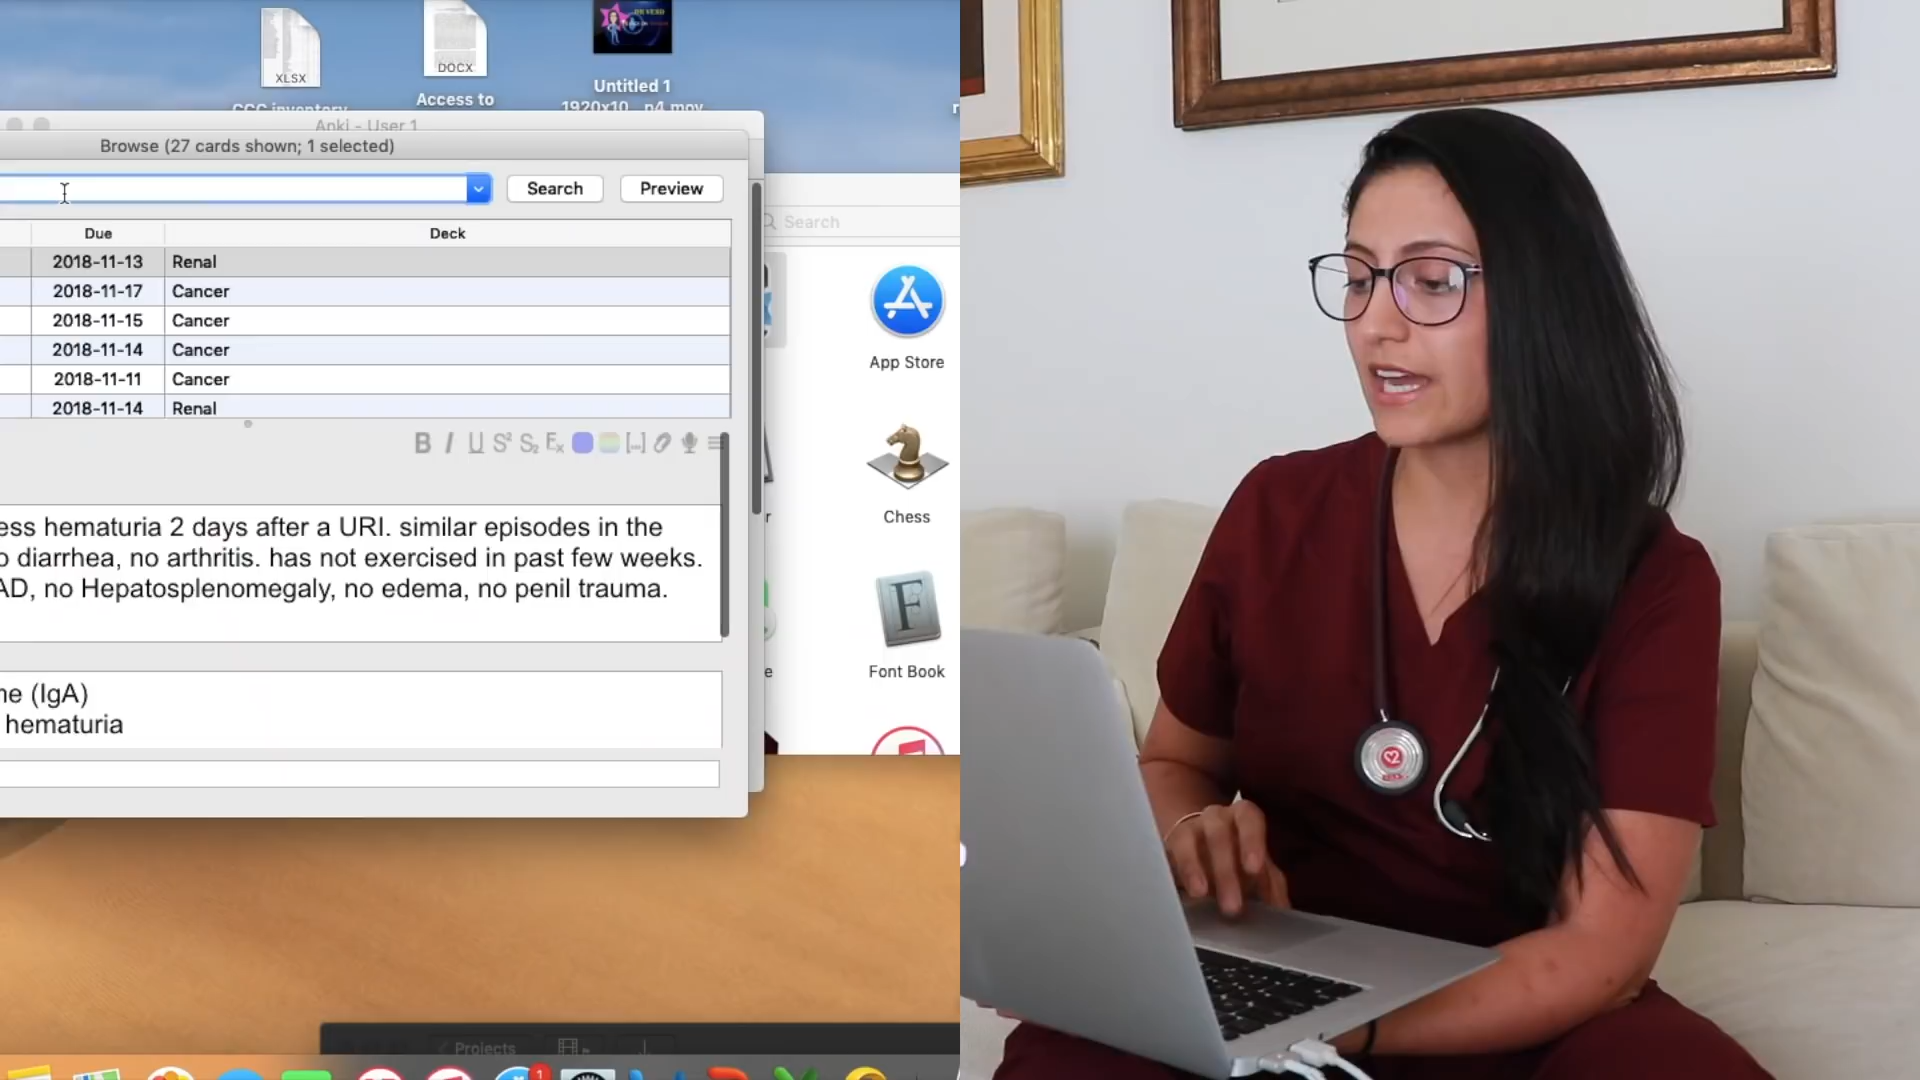 XLSX
DOCX
Access to
Untitled 1
1920x10...p4.mov
Anki - User 1
Browse (27 cards shown; 1 selected)
Search
Preview
Search
Due
Deck
2018-11-13
Renal
2018-11-17
Cancer
2018-11-15
Cancer
2018-11-14
Cancer
2018-11-11
Cancer
2018-11-14
Renal
ess hematuria 2 days after a URI. similar episodes in the
o diarrhea, no arthritis. has not exercised in past few weeks.
AD, no Hepatosplenomegaly, no edema, no penil trauma.
ne (IgA)
hematuria
App Store
Chess
Font Book
Projects
1